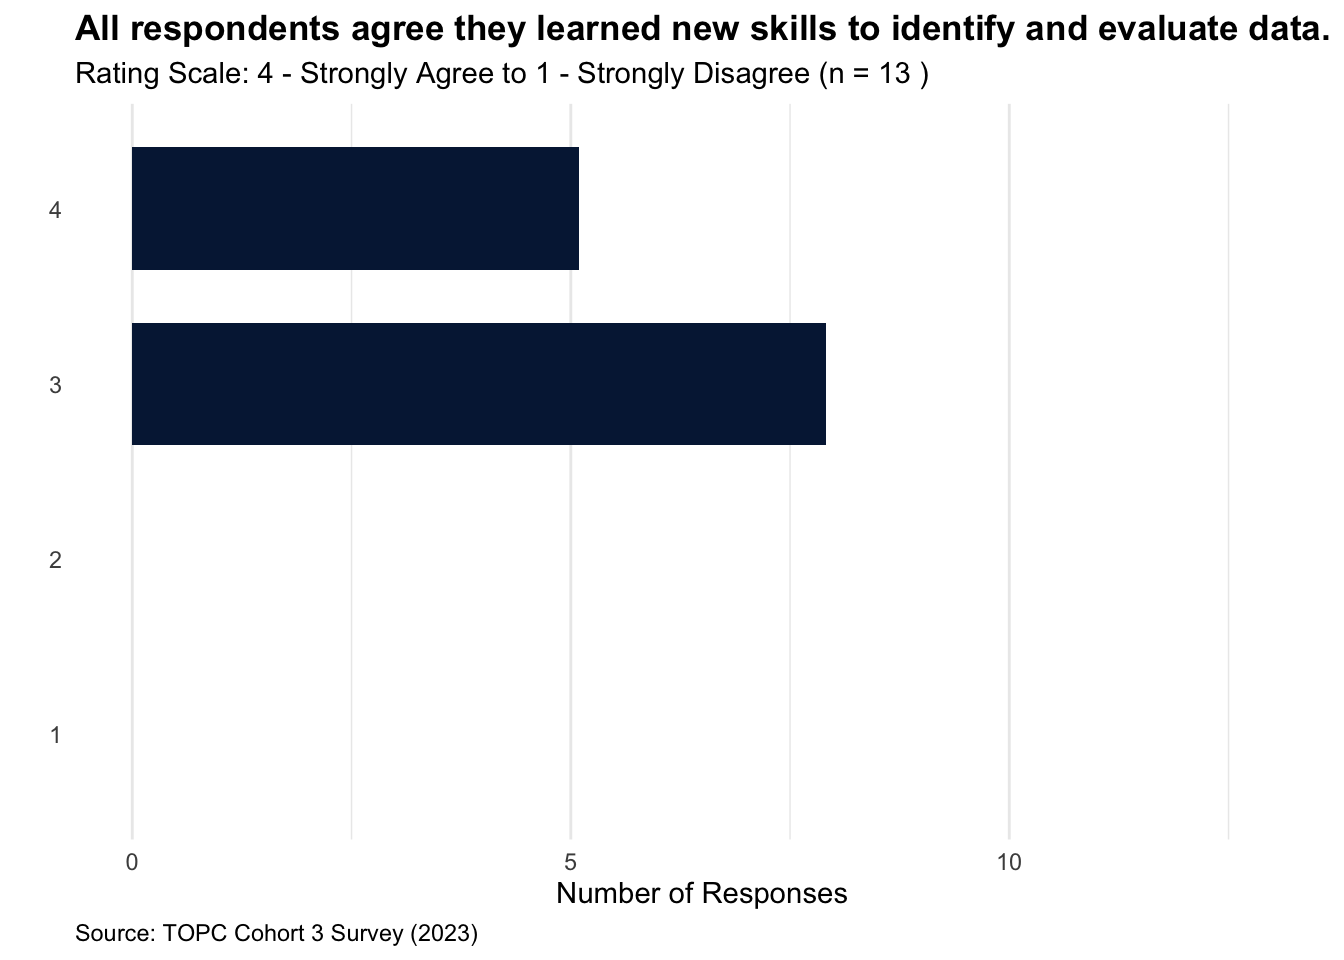 All respondents agree they learned new skills to identify and evaluate data.
Rating Scale: 4 - Strongly Agree to 1 - Strongly Disagree (n = 13 )
4
3
2
1
0 5 10
Number of Responses
Source: TOPC Cohort 3 Survey (2023)